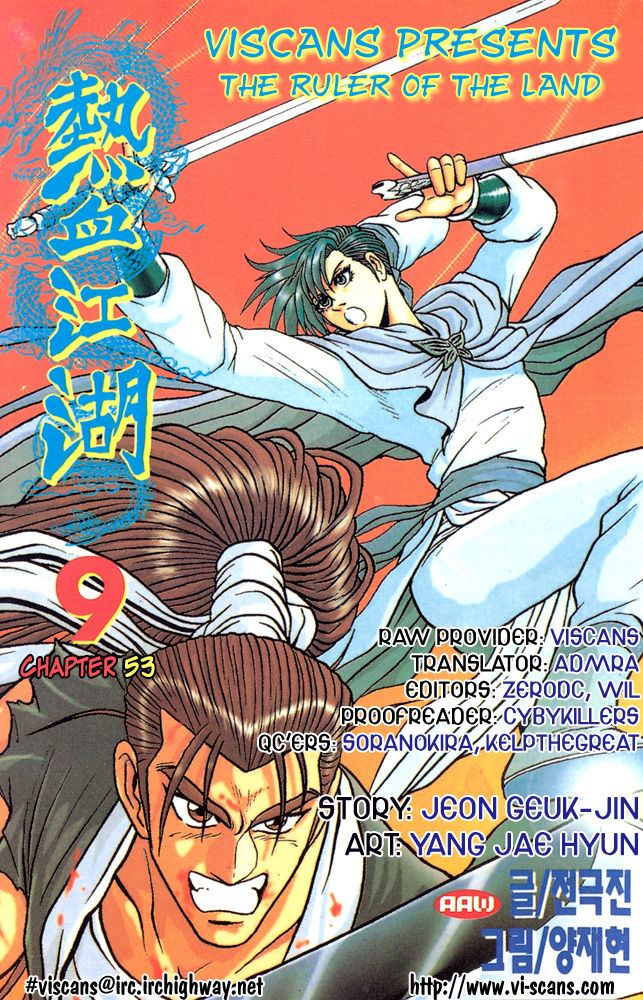 VISCANS PRESENTS
THE RULER OF THE LAND
熱血江湖
9
CHAPTER 53
RAW PROVIDER: VISCANS
TRANSLATOR: ADMRA
EDITORS: ZERODC, WIL
PROOFREADER: CYBYKILLERS
QC'ERS: SORANOKIRA, KELPTHEGREAT
STORY: JEON GEUK-JIN
ART: YANG JAE HYUN
AAW 글/전극진
그림/양재현
#viscans@irc.irchighway.net
http://www.vi-scans.com